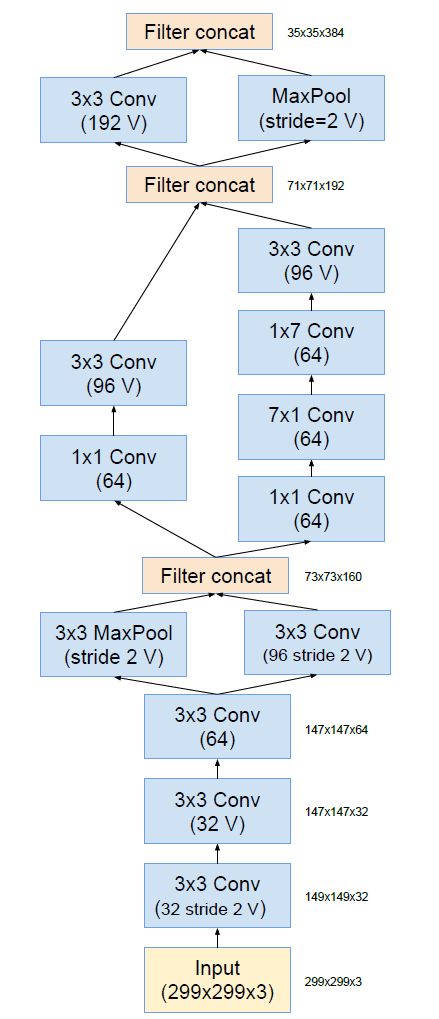 Filter concat
35x35x384
3x3 Conv
(192 V)
MaxPool
(stride=2 V)
Filter concat
71x71x192
3x3 Conv
(96 V)
1x7 Conv
(64)
3x3 Conv
(96 V)
7x1 Conv
(64)
1x1 Conv
(64)
1x1 Conv
(64)
Filter concat
73x73x160
3x3 MaxPool
(stride 2 V)
3x3 Conv
(96 stride 2 V)
3x3 Conv
(64)
147x147x64
3x3 Conv
(32 V)
147x147x32
3x3 Conv
(32 stride 2 V)
149x149x32
Input
(299x299x3)
299x299x3